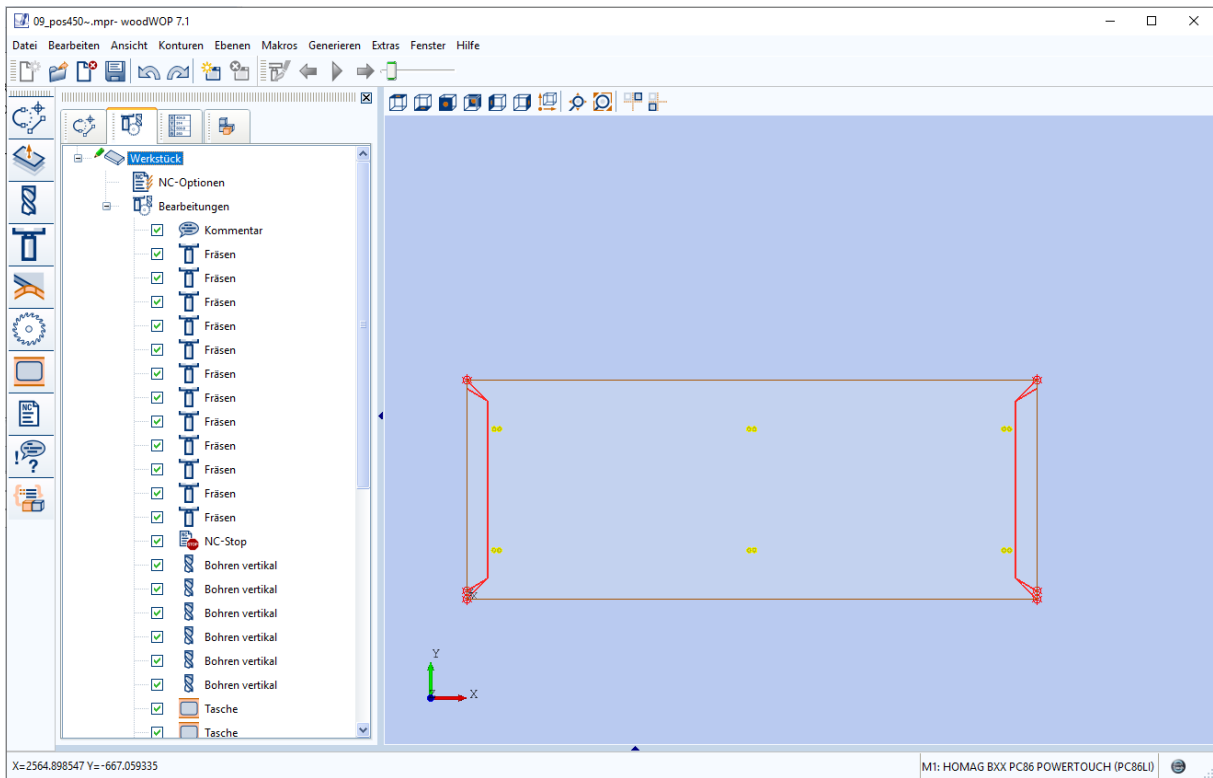 09_pos450~.mpr- woodWOP 7.1
Datei Bearbeiten Ansicht Konturen Ebenen Makros Generieren Extras Fenster Hilfe
Werkstück
NC-Optionen
Bearbeitungen
Kommentar
Fräsen
Fräsen
Fräsen
Fräsen
Fräsen
Fräsen
Fräsen
Fräsen
Fräsen
Fräsen
Fräsen
Fräsen
NC-Stop
Bohren vertikal
Bohren vertikal
Bohren vertikal
Bohren vertikal
Bohren vertikal
Bohren vertikal
Tasche
Tasche
Y
X
X=2564.898547 Y=-667.059335
M1: HOMAG BXX PC86 POWERTOUCH (PC86LI)